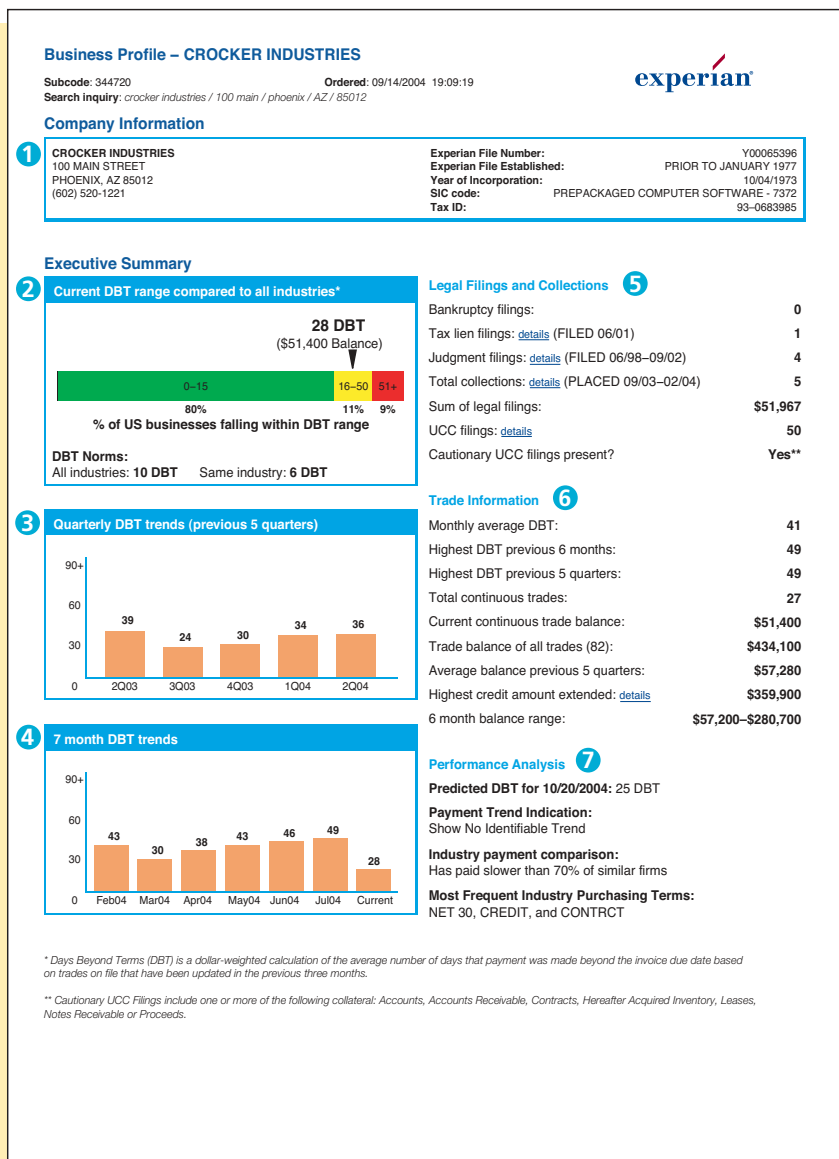 Business Profile – CROCKER INDUSTRIES
Subcode: 344720 Ordered: 09/14/2004 19:09:19
Search inquiry: crocker industries / 100 main / phoenix / AZ / 85012
experian
Company Information
1
CROCKER INDUSTRIES
100 MAIN STREET
PHOENIX, AZ 85012
(602) 520-1221
Experian File Number: Y00065396
Experian File Established: PRIOR TO JANUARY 1977
Year of Incorporation: 10/04/1973
SIC code: PREPACKAGED COMPUTER SOFTWARE - 7372
Tax ID: 93–0683985
Executive Summary
2 Current DBT range compared to all industries*
28 DBT
($51,400 Balance)
0–15 16–50 51+
80% 11% 9%
% of US businesses falling within DBT range
DBT Norms:
All industries: 10 DBT Same industry: 6 DBT
3 Quarterly DBT trends (previous 5 quarters)
90+
60
30
0
39 24 30 34 36
2Q03 3Q03 4Q03 1Q04 2Q04
4 7 month DBT trends
90+
60
30
0
43 30 38 43 46 49 28
Feb04 Mar04 Apr04 May04 Jun04 Jul04 Current
Legal Filings and Collections 5
Bankruptcy filings: 0
Tax lien filings: details (FILED 06/01) 1
Judgment filings: details (FILED 06/98–09/02) 4
Total collections: details (PLACED 09/03–02/04) 5
Sum of legal filings: $51,967
UCC filings: details 50
Cautionary UCC filings present? Yes**
Trade Information 6
Monthly average DBT: 41
Highest DBT previous 6 months: 49
Highest DBT previous 5 quarters: 49
Total continuous trades: 27
Current continuous trade balance: $51,400
Trade balance of all trades (82): $434,100
Average balance previous 5 quarters: $57,280
Highest credit amount extended: details $359,900
6 month balance range: $57,200–$280,700
Performance Analysis 7
Predicted DBT for 10/20/2004: 25 DBT
Payment Trend Indication:
Show No Identifiable Trend
Industry payment comparison:
Has paid slower than 70% of similar firms
Most Frequent Industry Purchasing Terms:
NET 30, CREDIT, and CONTRCT
* Days Beyond Terms (DBT) is a dollar-weighted calculation of the average number of days that payment was made beyond the invoice due date based
on trades on file that have been updated in the previous three months.
** Cautionary UCC Filings include one or more of the following collateral: Accounts, Accounts Receivable, Contracts, Hereafter Acquired Inventory, Leases,
Notes Receivable or Proceeds.